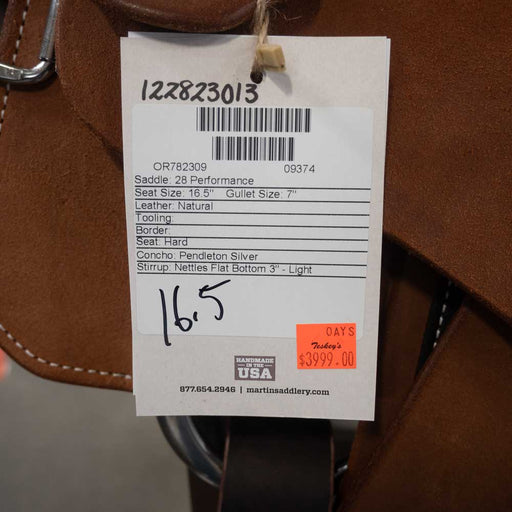 122823013
OR782309 09374
Saddle: 28 Performance
Seat Size: 16.5" Gullet Size: 7"
Leather: Natural
Tooling:
Border:
Seat: Hard
Concho: Pendleton Silver
Stirrup: Nettles Flat Bottom 3" - Light
16.5
OAYS
Teskey's
$3999.00
HANDMADE
IN THE
USA
877.654.2946 | martinsaddlery.com